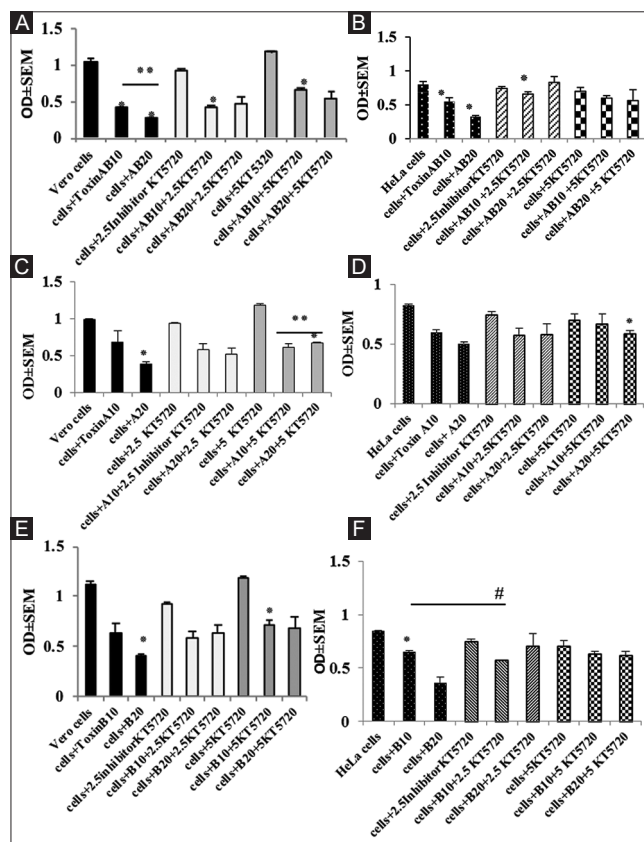 A
OD±SEM
1.5
1
0.5
0
**
*
*
*
*
Vero cells
cells+ToxinAB10
cells+AB20
cells+2.5Inhibitor KT5720
cells+AB10+2.5KT5720
cells+AB20+2.5KT5720
cells+5KT5320
cells+AB10+5KT5720
cells+AB20+5KT5720
B
OD±SEM
1.5
1
0.5
0
*
*
*
HeLa cells
cells+ToxinAB10
cells+AB20
cells+2.5Inhibitor KT5720
cells+AB10 +2.5KT5720
cells+AB20 +2.5KT5720
cells+5KT5720
cells+AB10 +5KT5720
cells+AB20 +5 KT5720
C
OD±SEM
1.5
1
0.5
0
*
**
*
Vero cells
cells+ToxinA10
cells+A20
cells+2.5 KT5720
cells+A10+2.5 Inhibitor KT5720
cells+A20+2.5 KT5720
cells+5 KT5720
cells+A10+5 KT5720
cells+A20+5 KT5720
D
OD±SEM
1
0.5
0
*
HeLa cells
cells+Toxin A10
cells+ A20
cells+2.5 Inhibitor KT5720
cells+A10+2.5KT5720
cells+A20+2.5KT5720
cells+5KT5720
cells+A10+5KT5720
cells+A20+5KT5720
E
OD±SEM
1.5
1
0.5
0
*
*
Vero cells
cells+ToxinB10
cells+B20
cells+2.5inhibitorKT5720
cells+B10+2.5KT5720
cells+B20+2.5KT5720
cells+5KT5720
cells+B10+5KT5720
cells+B20+5KT5720
F
OD±SEM
1.5
1
0.5
0
*
#
HeLa cells
cells+B10
cells+B20
cells+2.5InhibitorKT5720
cells+B10+2.5 KT5720
cells+B20+2.5 KT5720
cells+5KT5720
cells+B10+5 KT5720
cells+B20+5 KT5720